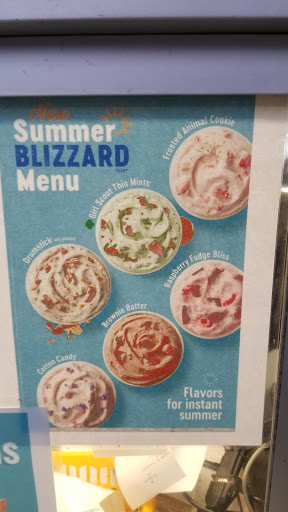 New
Summer
BLIZZARD
Menu
Frosted Animal Cookie
Girl Scout Thin Mints
Drumstick
Raspberry Fudge Bliss
Brownie Batter
Cotton Candy
Flavors
for instant
summer